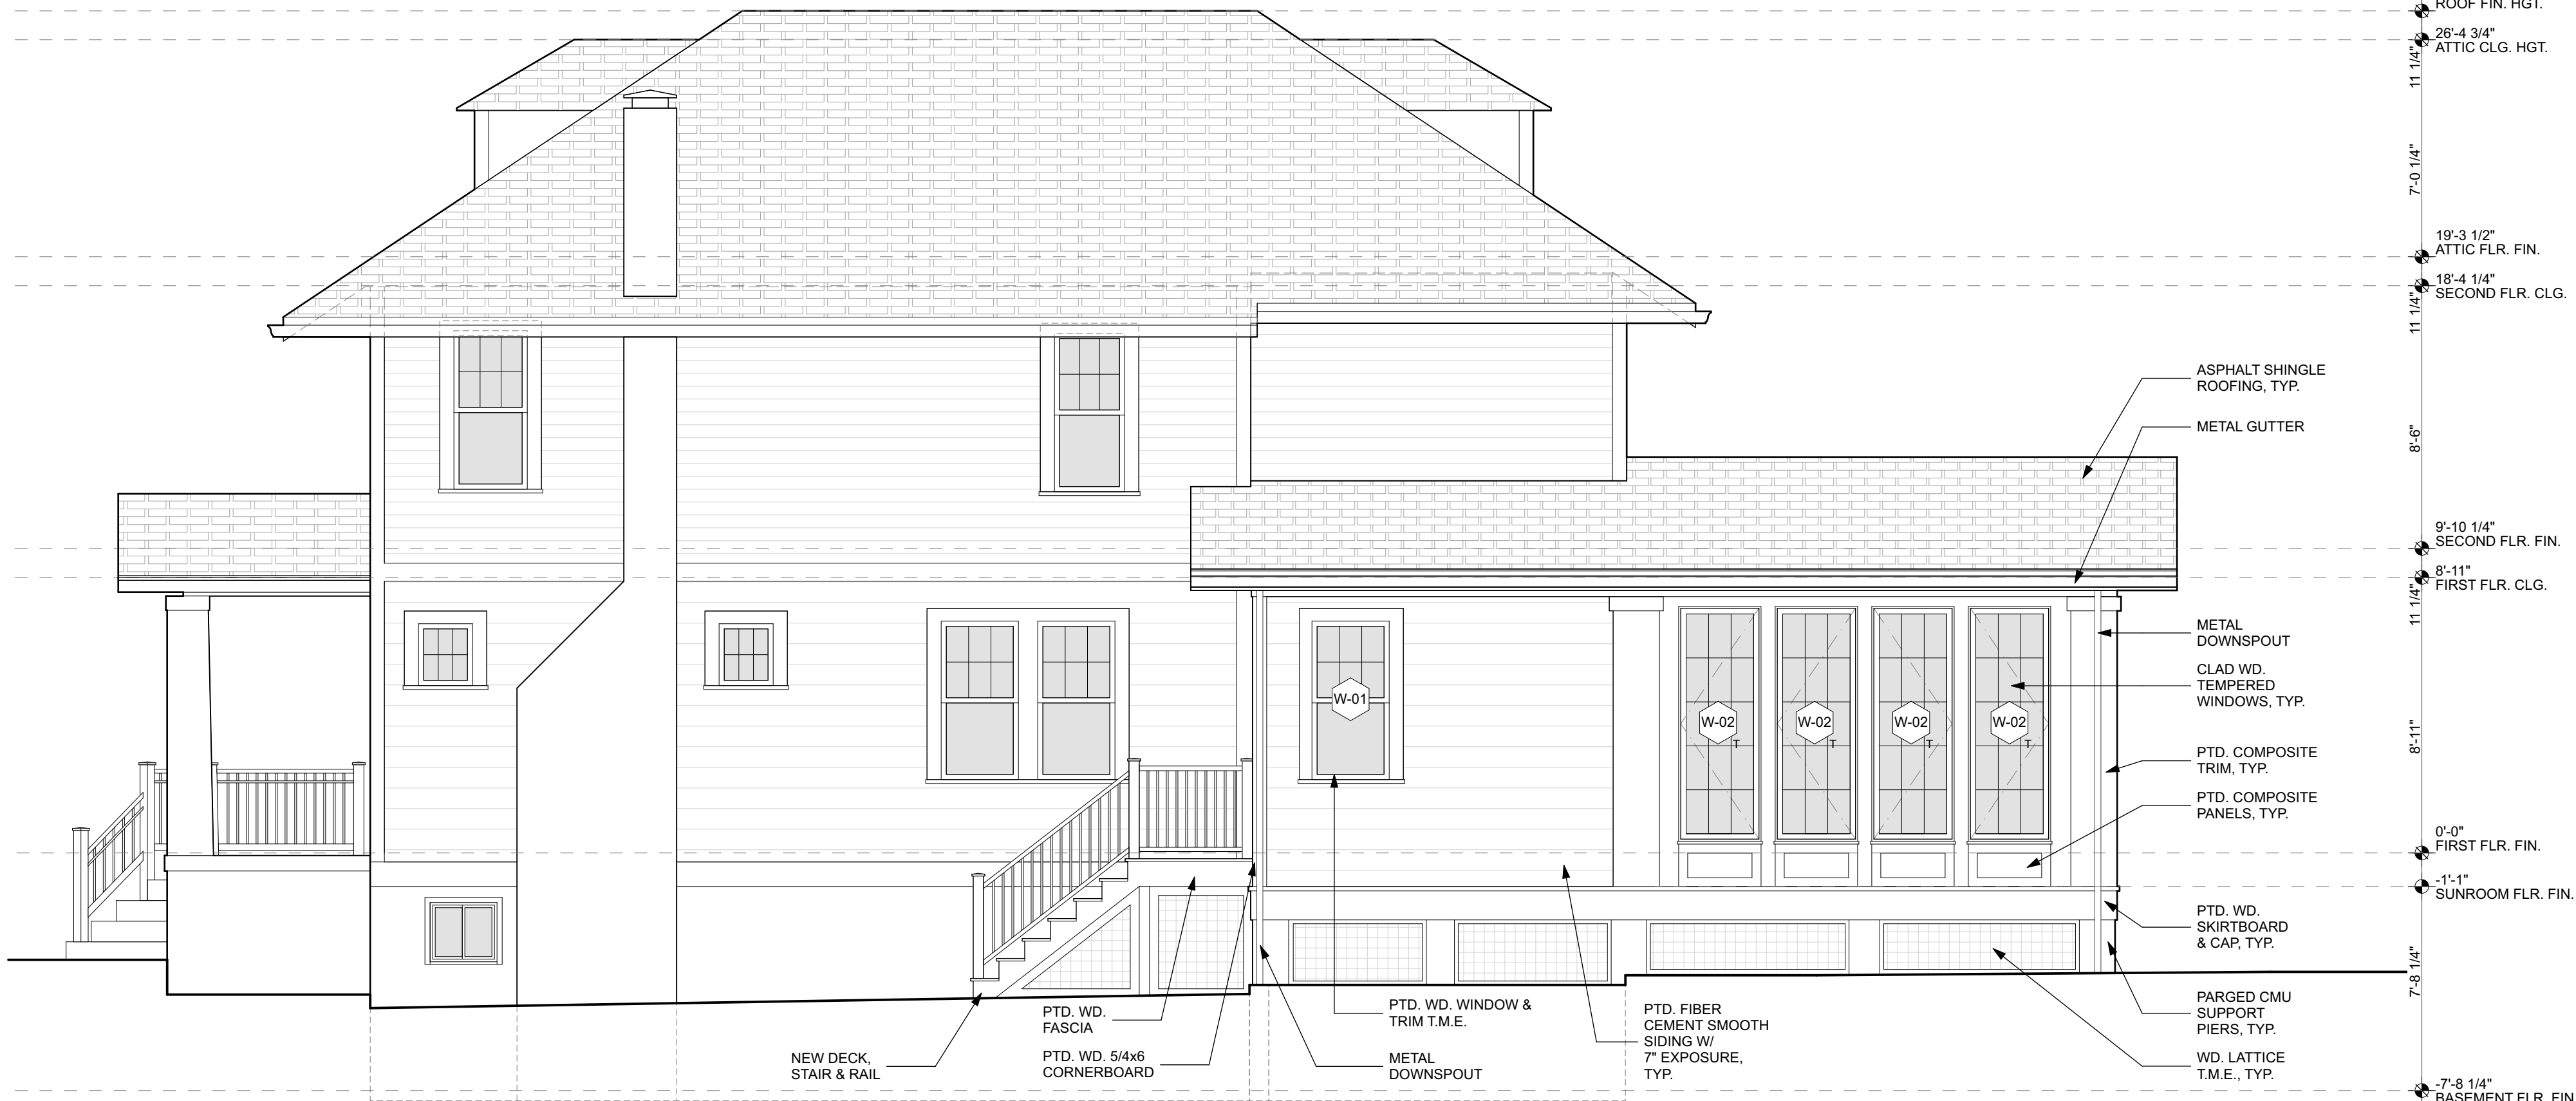 ROOF FIN. HGT.
26'-4 3/4"
ATTIC CLG. HGT.
11 1/4"
7'-0 1/4"
19'-3 1/2"
ATTIC FLR. FIN.
18'-4 1/4"
SECOND FLR. CLG.
11 1/4"
8'-6"
9'-10 1/4"
SECOND FLR. FIN.
8'-11"
FIRST FLR. CLG.
11 1/4"
8'-11"
0'-0"
FIRST FLR. FIN.
-1'-1"
SUNROOM FLR. FIN.
7'-8 1/4"
-7'-8 1/4"
BASEMENT FLR. FIN.
ASPHALT SHINGLE
ROOFING, TYP.
METAL GUTTER
METAL
DOWNSPOUT
CLAD WD.
TEMPERED
WINDOWS, TYP.
PTD. COMPOSITE
TRIM, TYP.
PTD. COMPOSITE
PANELS, TYP.
PTD. WD.
SKIRTBOARD
& CAP, TYP.
PARGED CMU
SUPPORT
PIERS, TYP.
WD. LATTICE
T.M.E., TYP.
W-01
W-02
W-02
W-02
W-02
T
T
T
T
NEW DECK,
STAIR & RAIL
PTD. WD.
FASCIA
PTD. WD. 5/4x6
CORNERBOARD
PTD. WD. WINDOW &
TRIM T.M.E.
METAL
DOWNSPOUT
PTD. FIBER
CEMENT SMOOTH
SIDING W/
7" EXPOSURE,
TYP.